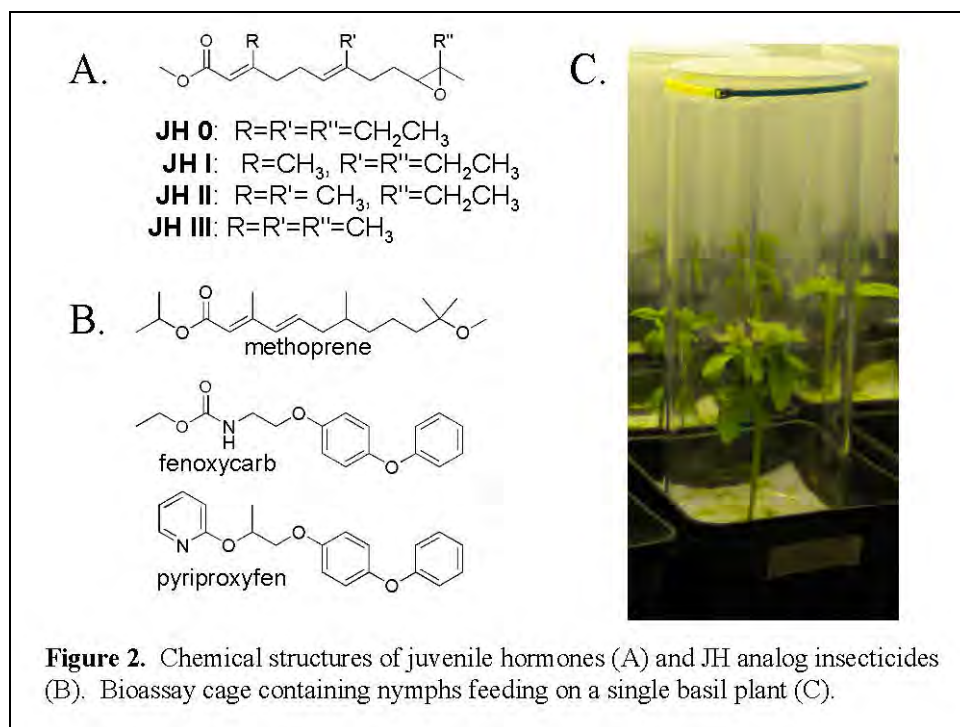 A.
O
R
R'
R"
O
O
JH 0: R=R'=R"=CH₂CH₃
JH I: R=CH₃, R'=R"=CH₂CH₃
JH II: R=R'= CH₃, R"=CH₂CH₃
JH III: R=R'=R"=CH₃
B.
O
O
O
methoprene
O
O
N
H
O
O
fenoxycarb
N
O
O
O
pyriproxyfen
C.
Figure 2. Chemical structures of juvenile hormones (A) and JH analog insecticides
(B). Bioassay cage containing nymphs feeding on a single basil plant (C).